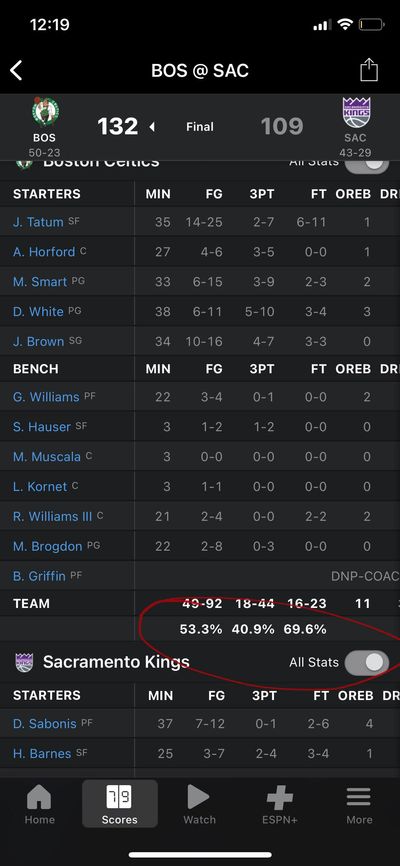 12:19
BOS @ SAC
BOS
50-23
132
Final
109
SACRAMENTO KINGS
SAC
43-29
Boston Celtics All Stats
STARTERS MIN FG 3PT FT OREB
J. Tatum SF 35 14-25 2-7 6-11 1
A. Horford C 27 4-6 3-5 0-0 1
M. Smart PG 33 6-15 3-9 2-3 2
D. White PG 38 6-11 5-10 3-4 3
J. Brown SG 34 10-16 4-7 3-3 0
BENCH MIN FG 3PT FT OREB
G. Williams PF 22 3-4 0-1 0-0 2
S. Hauser SF 3 1-2 1-2 0-0 0
M. Muscala C 3 0-0 0-0 0-0 0
L. Kornet C 3 1-1 0-0 0-0 0
R. Williams III C 21 2-4 0-0 2-2 2
M. Brogdon PG 22 2-8 0-3 0-0 0
B. Griffin PF DNP-COAC
TEAM 49-92 18-44 16-23 11
53.3% 40.9% 69.6%
Sacramento Kings All Stats
STARTERS MIN FG 3PT FT OREB
D. Sabonis PF 37 7-12 0-1 2-6 4
H. Barnes SF 25 3-7 2-4 3-4 1
Home Scores Watch ESPN+ More